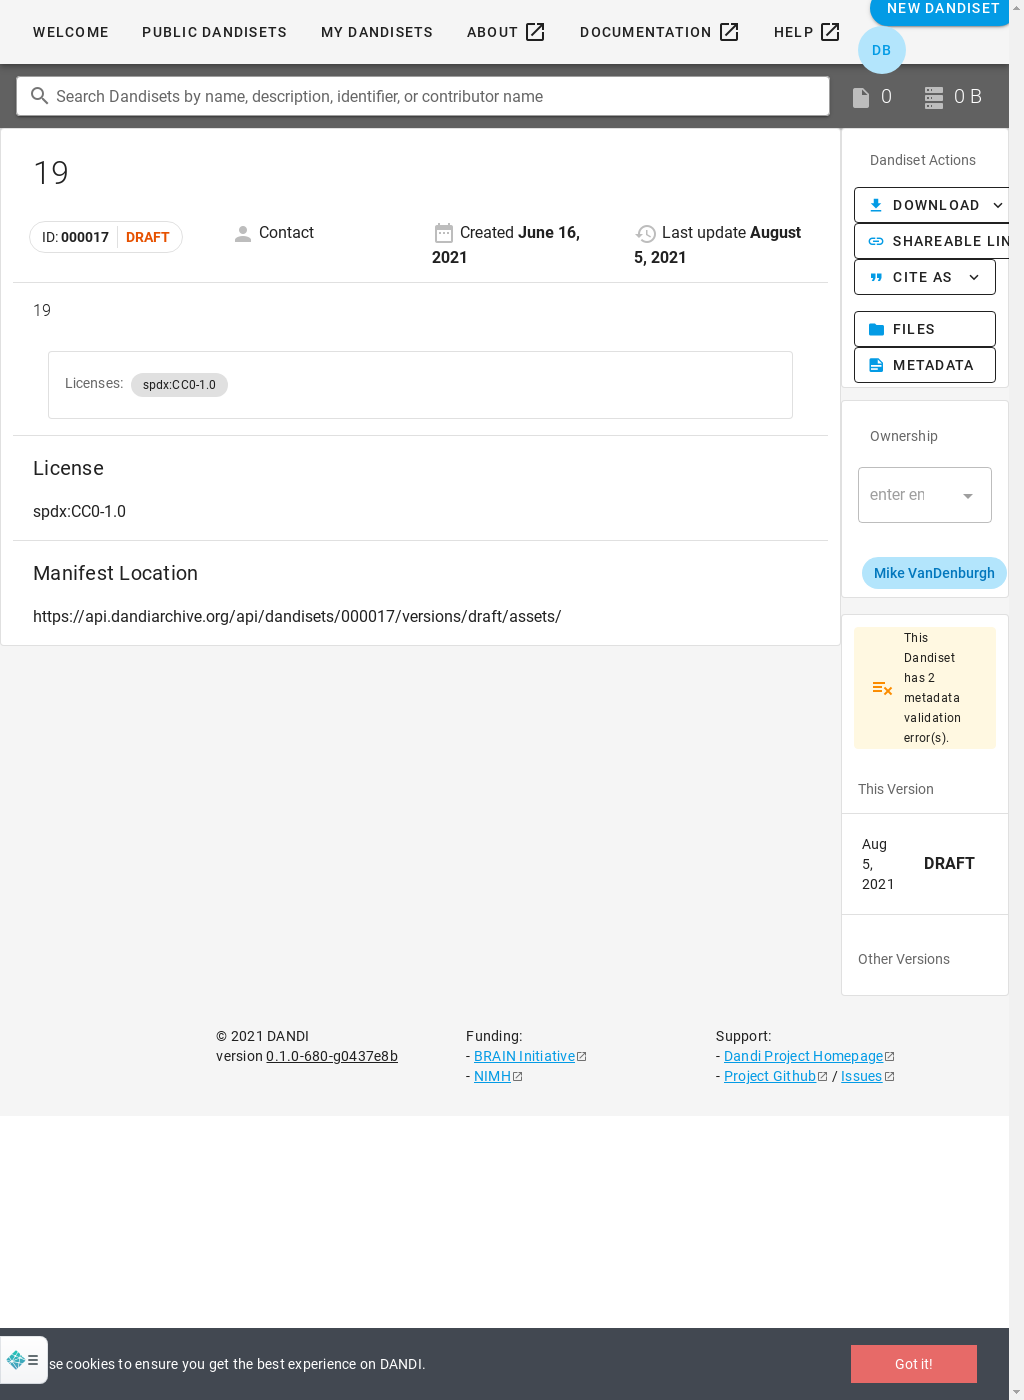 WELCOME PUBLIC DANDISETS MY DANDISETS ABOUT DOCUMENTATION HELP NEW DANDISET
DB
Search Dandisets by name, description, identifier, or contributor name 0 0 B
19
ID: 000017 DRAFT Contact Created June 16, 2021 Last update August 5, 2021
19
Licenses: spdx:CC0-1.0
License
spdx:CC0-1.0
Manifest Location
https://api.dandiarchive.org/api/dandisets/000017/versions/draft/assets/
Dandiset Actions
DOWNLOAD
SHAREABLE LIN
CITE AS
FILES
METADATA
Ownership
enter en
Mike VanDenburgh
This
Dandiset
has 2
metadata
validation
error(s).
This Version
Aug
5,
2021
DRAFT
Other Versions
© 2021 DANDI
version 0.1.0-680-g0437e8b
Funding:
- BRAIN Initiative
- NIMH
Support:
- Dandi Project Homepage
- Project Github / Issues
se cookies to ensure you get the best experience on DANDI.
Got it!